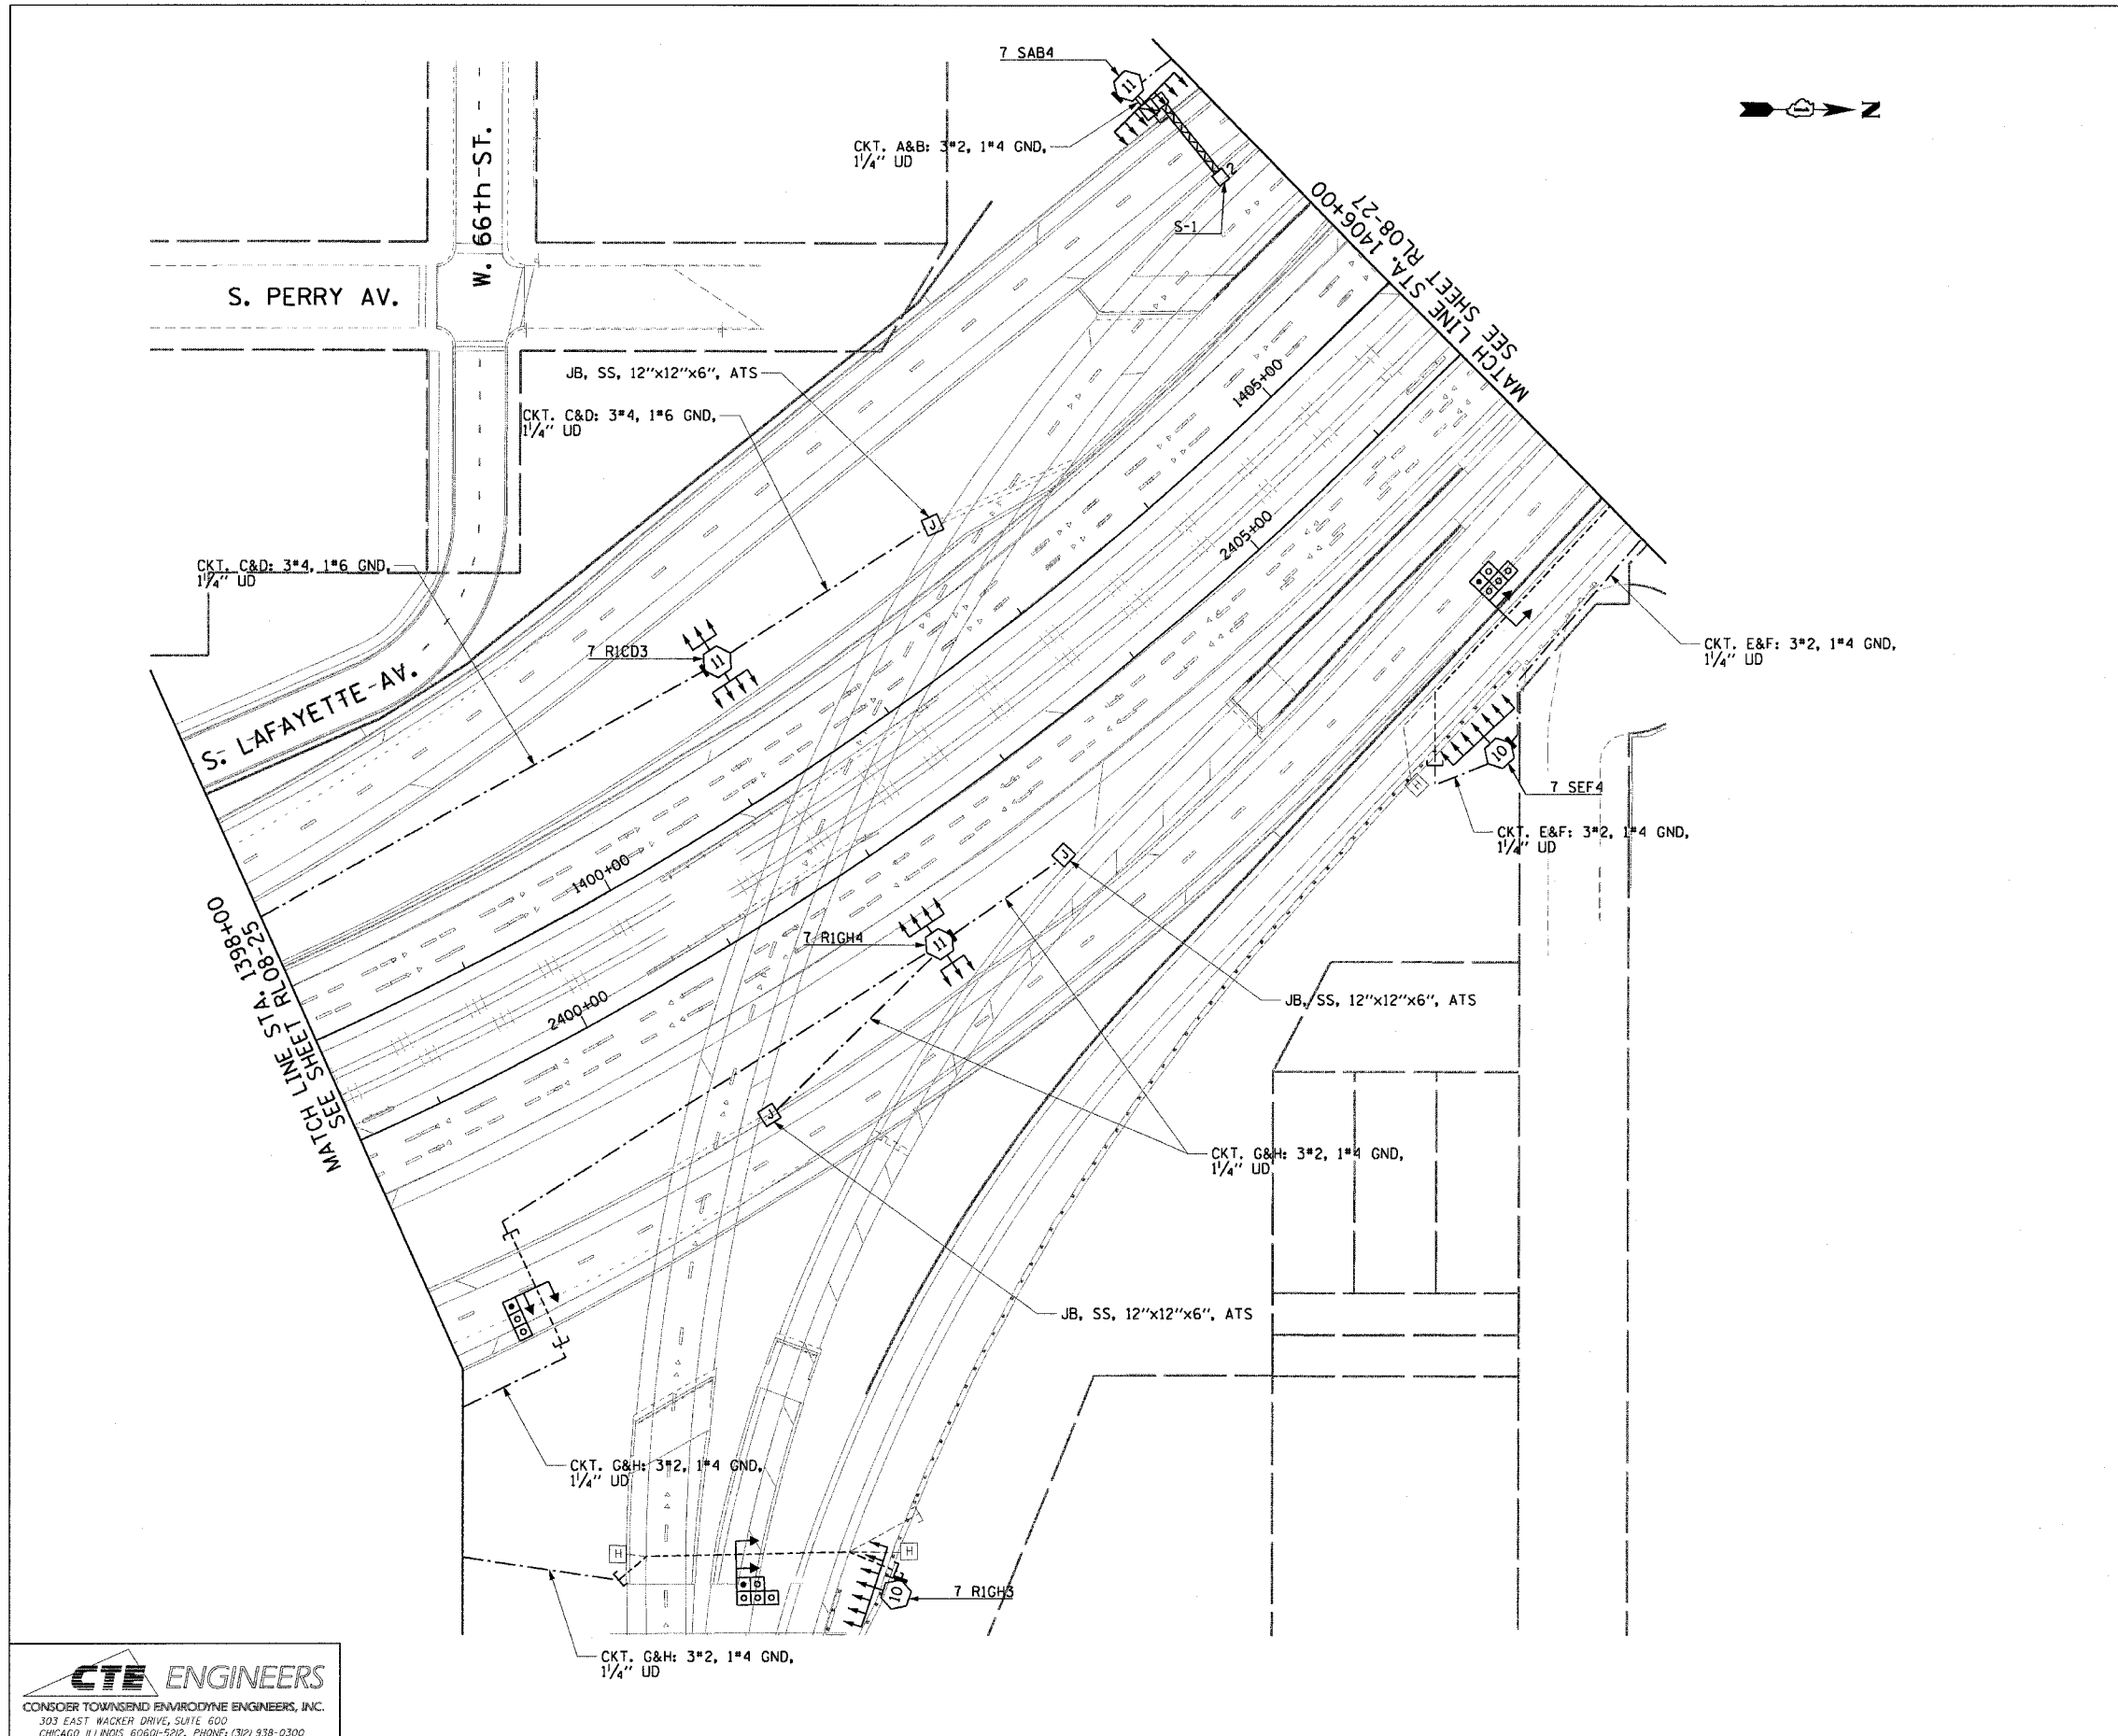 7 SAB4
11
N
CKT. A&B: 3#2, 1#4 GND,
1¼" UD
2
S-1
MATCH LINE STA. 1406+00
SEE SHEET RL08-27
W. 66th ST.
S. PERRY AV.
JB, SS, 12"x12"x6", ATS
CKT. C&D: 3#4, 1#6 GND,
1¼" UD
1405+00
J
2405+00
CKT. C&D: 3#4, 1#6 GND,
1¼" UD
7 R1CD3
11
CKT. E&F: 3#2, 1#4 GND,
1¼" UD
S. LAFAYETTE AV.
10
7 SEF4
H
CKT. E&F: 3#2, 1#4 GND,
1¼" UD
1400+00
J
7 R1GH4
11
MATCH LINE STA. 1398+00
SEE SHEET RL08-25
2400+00
JB, SS, 12"x12"x6", ATS
J
CKT. G&H: 3#2, 1#4 GND,
1¼" UD
JB, SS, 12"x12"x6", ATS
CKT. G&H: 3#2, 1#4 GND,
1¼" UD
H
H
10
7 R1GH3
CKT. G&H: 3#2, 1#4 GND,
1¼" UD
CTE ENGINEERS
CONSOER TOWNSEND ENVIRODYNE ENGINEERS, INC.
303 EAST WACKER DRIVE, SUITE 600
CHICAGO ILLINOIS 60601-5212, PHONE: (312) 938-0300